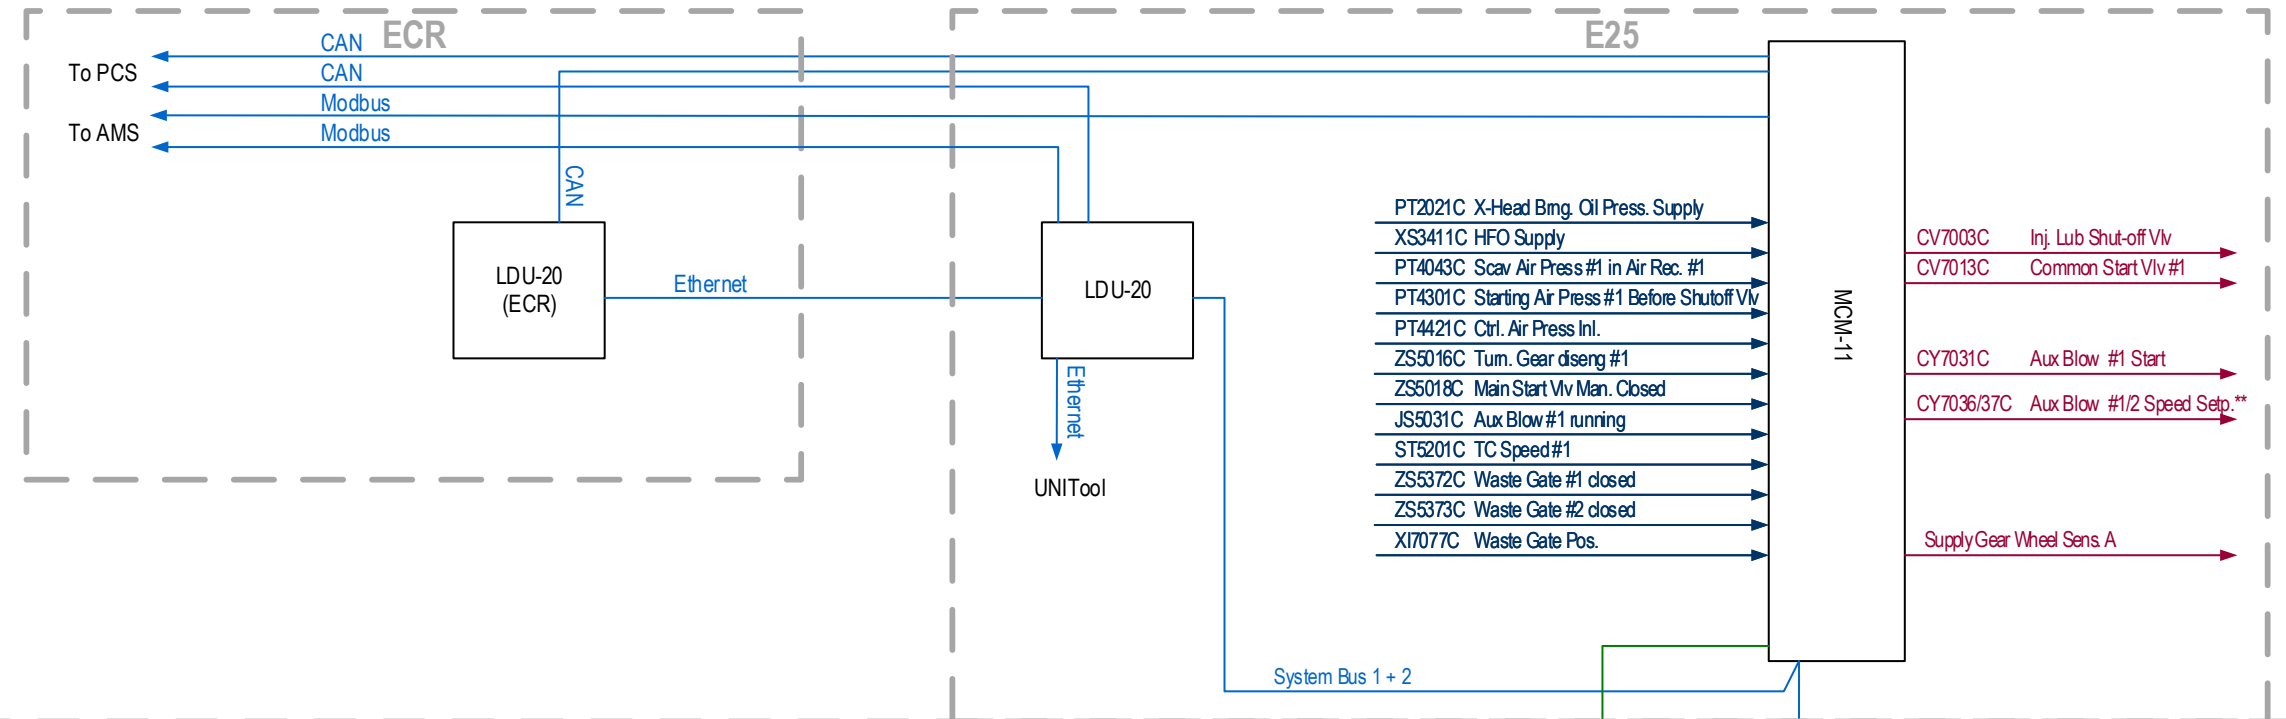 ECR
E25
CAN
To PCS
CAN
Modbus
To AMS
Modbus
CAN
LDU-20
(ECR)
Ethernet
LDU-20
Ethernet
UNITool
PT2021C X-Head Brng. Oil Press. Supply
XS3411C HFO Supply
PT4043C Scav Air Press #1 in Air Rec. #1
PT4301C Starting Air Press #1 Before Shutoff Vlv
PT4421C Ctrl. Air Press Inl.
ZS5016C Turn. Gear diseng #1
ZS5018C Main Start Vlv Man. Closed
JS5031C Aux Blow #1 running
ST5201C TC Speed #1
ZS5372C Waste Gate #1 closed
ZS5373C Waste Gate #2 closed
XI7077C Waste Gate Pos.
MCM-11
CV7003C Inj. Lub Shut-off Vlv
CV7013C Common Start Vlv #1
CY7031C Aux Blow #1 Start
CY7036/37C Aux Blow #1/2 Speed Setp.**
Supply Gear Wheel Sens. A
System Bus 1 + 2